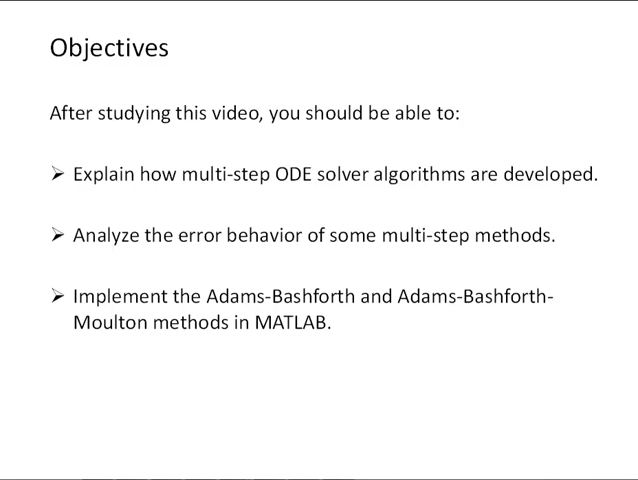 Objectives
After studying this video, you should be able to:
➢ Explain how multi-step ODE solver algorithms are developed.
➢ Analyze the error behavior of some multi-step methods.
➢ Implement the Adams-Bashforth and Adams-Bashforth-
Moulton methods in MATLAB.